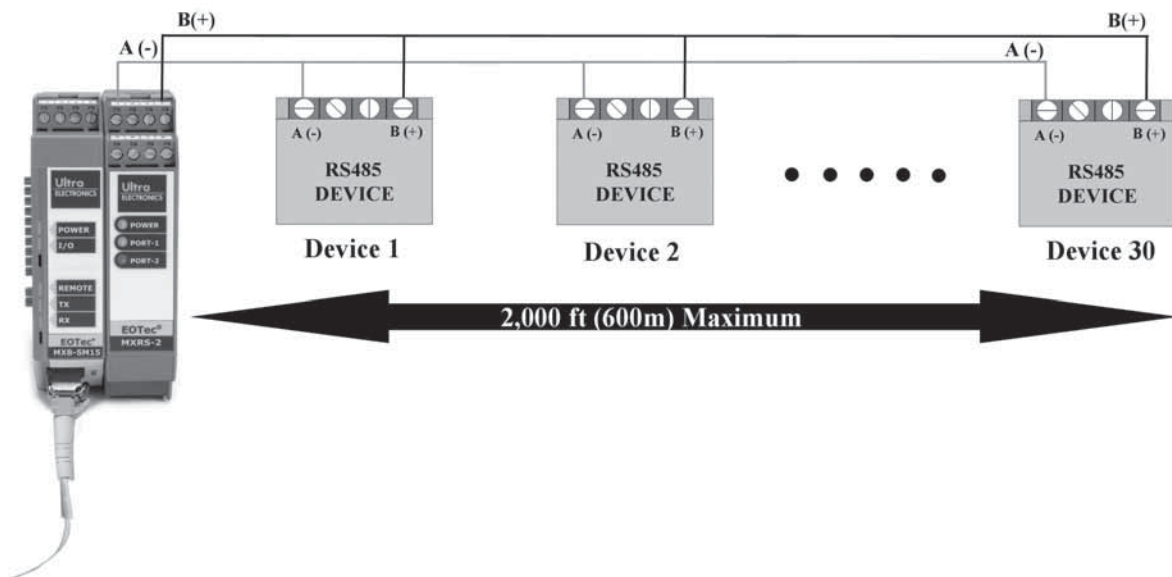 B(+)
B(+)
A (-)
A (-)
A (-)
B (+)
RS485
DEVICE
Device 1
A (-)
B (+)
RS485
DEVICE
Device 2
A (-)
B (+)
RS485
DEVICE
Device 30
2,000 ft (600m) Maximum
Ultra
ELECTRONICS
POWER
I/O
REMOTE
TX
RX
EOTec®
MXB-SM15
Ultra
ELECTRONICS
POWER
PORT-1
PORT-2
EOTec®
MXRS-2